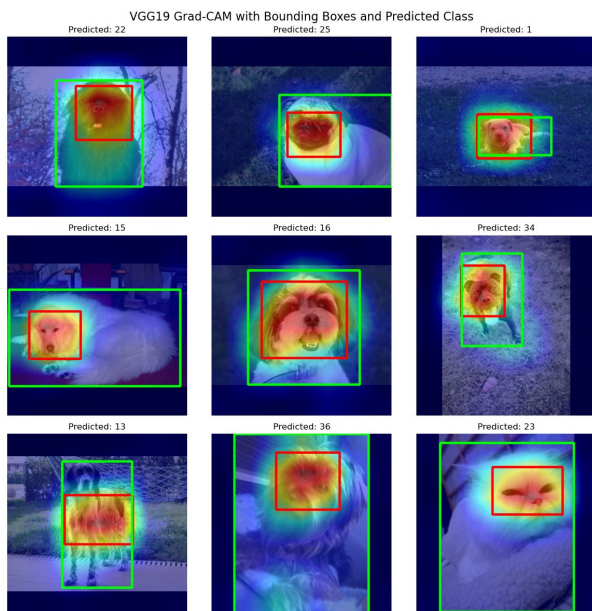 VGG19 Grad-CAM with Bounding Boxes and Predicted Class
Predicted: 22
Predicted: 25
Predicted: 1
Predicted: 15
Predicted: 16
Predicted: 34
Predicted: 13
Predicted: 36
Predicted: 23